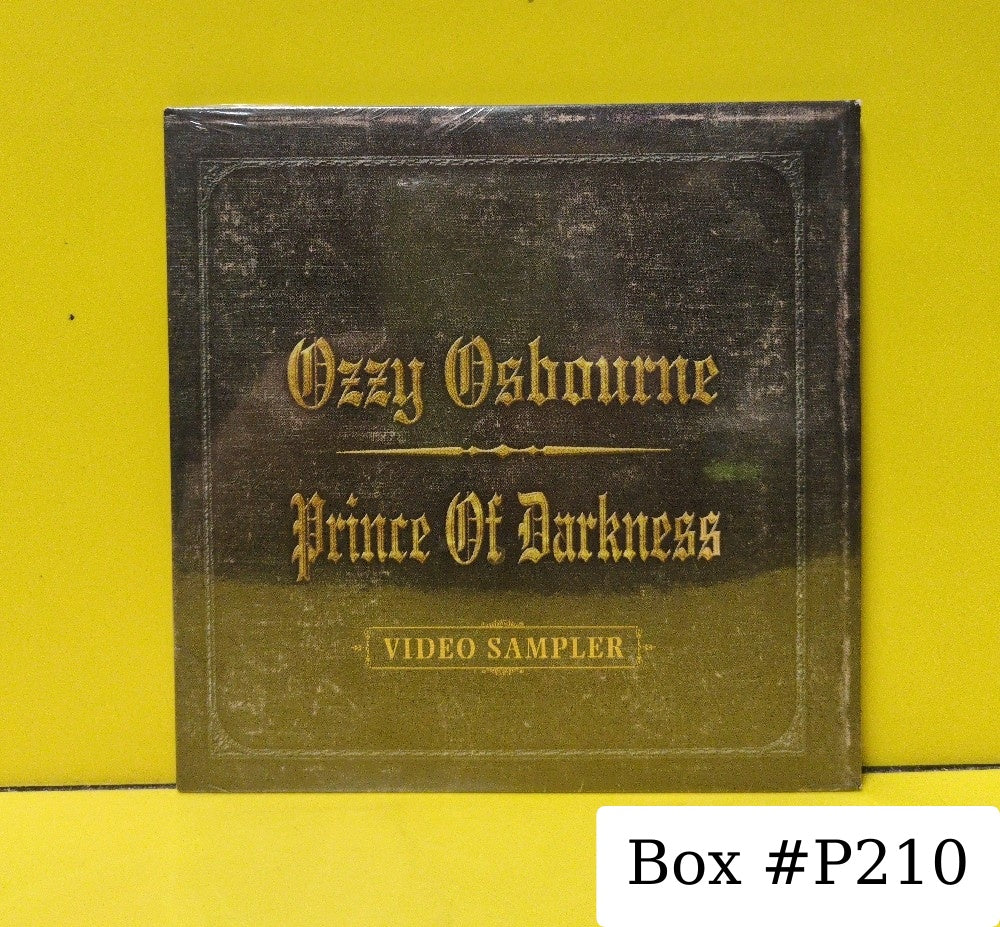 Ozzy Osbourne
Prince Of Darkness
VIDEO SAMPLER
Box #P210